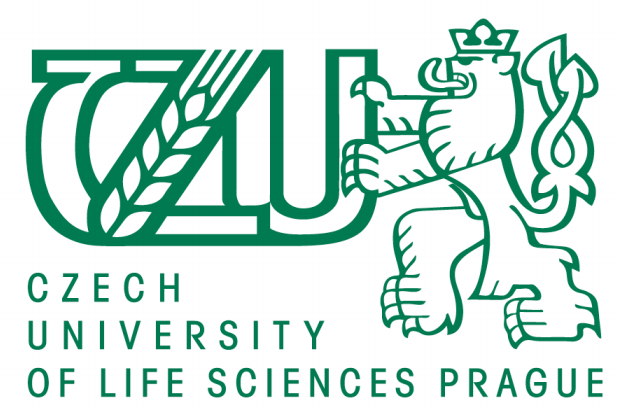 ČZU
CZECH
UNIVERSITY
OF LIFE SCIENCES PRAGUE